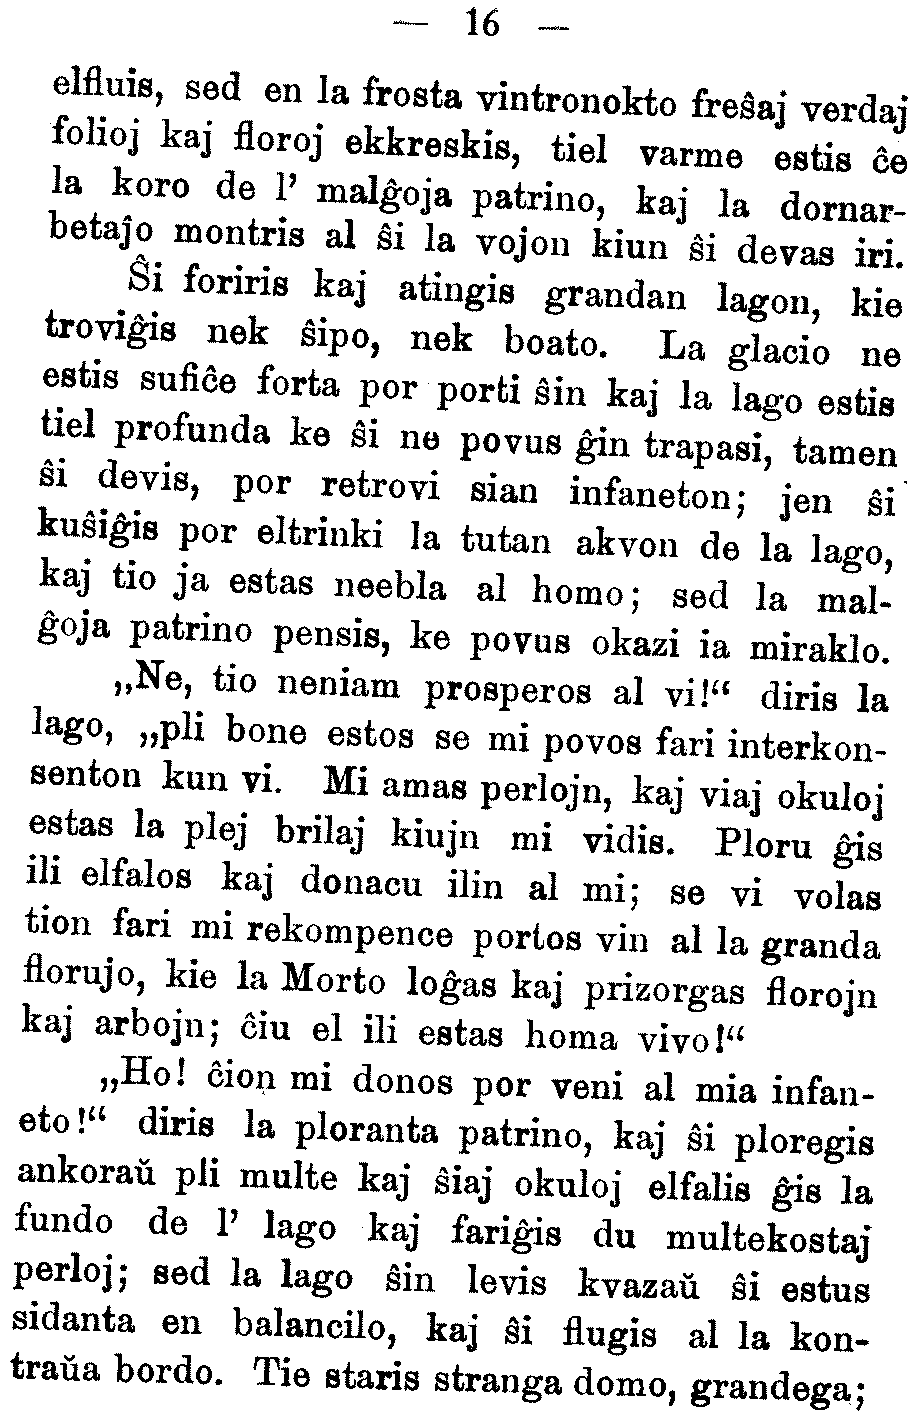 — 16 —
elfluis, sed en la frosta vintronokto freŝaj verdaj
folioj kaj floroj ekkreskis, tiel varme estis ĉe
la koro de l’ malĝoja patrino, kaj la dornar-
betaĵo montris al ŝi la vojon kiun ŝi devas iri.
Ŝi foriris kaj atingis grandan lagon, kie
troviĝis nek ŝipo, nek boato. La glacio ne
estis sufiĉe forta por porti ŝin kaj la lago estis
tiel profunda ke ŝi ne povus ĝin trapasi, tamen
ŝi devis, por retrovi sian infaneton; jen ŝi
kuŝiĝis por eltrinki la tutan akvon de la lago,
kaj tio ja estas neebla al homo; sed la mal-
ĝoja patrino pensis, ke povus okazi ia miraklo.
„Ne, tio neniam prosperos al vi!“ diris la
lago, „pli bone estos se mi povos fari interkon-
senton kun vi. Mi amas perlojn, kaj viaj okuloj
estas la plej brilaj kiujn mi vidis. Ploru ĝis
ili elfalos kaj donacu ilin al mi; se vi volas
tion fari mi rekompence portos vin al la granda
florujo, kie la Morto loĝas kaj prizorgas florojn
kaj arbojn; ĉiu el ili estas homa vivo!“
„Ho! ĉion mi donos por veni al mia infan-
eto!“ diris la ploranta patrino, kaj ŝi ploregis
ankoraŭ pli multe kaj ŝiaj okuloj elfalis ĝis la
fundo de l’ lago kaj fariĝis du multekostaj
perloj; sed la lago ŝin levis kvazaŭ ŝi estus
sidanta en balancilo, kaj ŝi flugis al la kon-
traŭa bordo. Tie staris stranga domo, grandega;